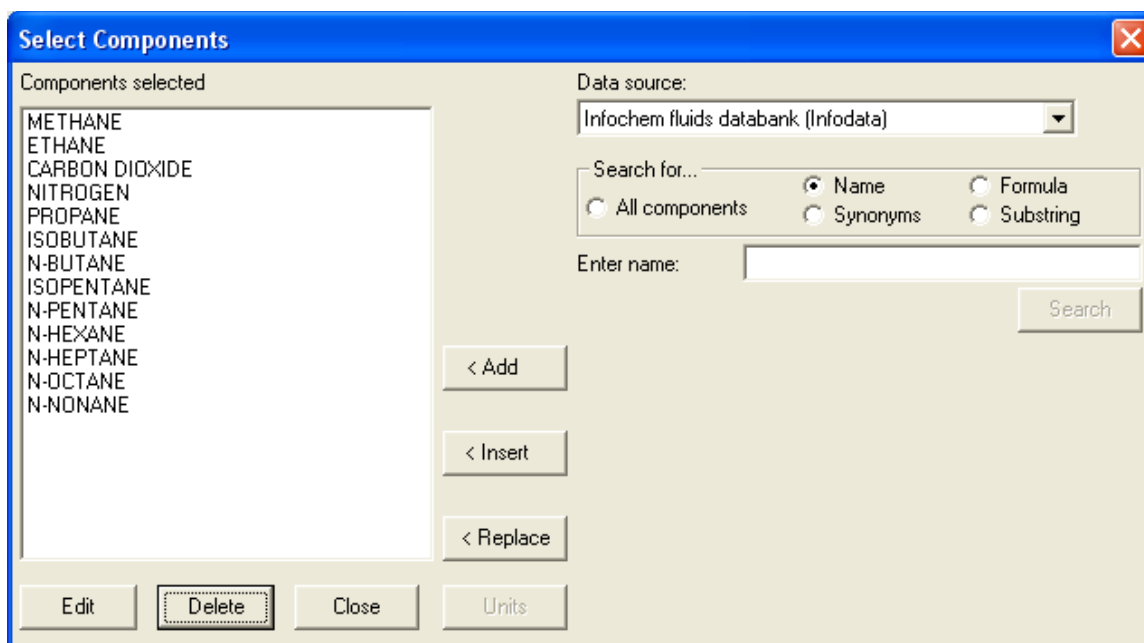 Select Components
Components selected
METHANE
ETHANE
CARBON DIOXIDE
NITROGEN
PROPANE
ISOBUTANE
N-BUTANE
ISOPENTANE
N-PENTANE
N-HEXANE
N-HEPTANE
N-OCTANE
N-NONANE
Edit
Delete
Close
Units
< Add
< Insert
< Replace
Data source:
Infochem fluids databank (Infodata)
Search for...
All components
Name
Formula
Synonyms
Substring
Enter name:
Search